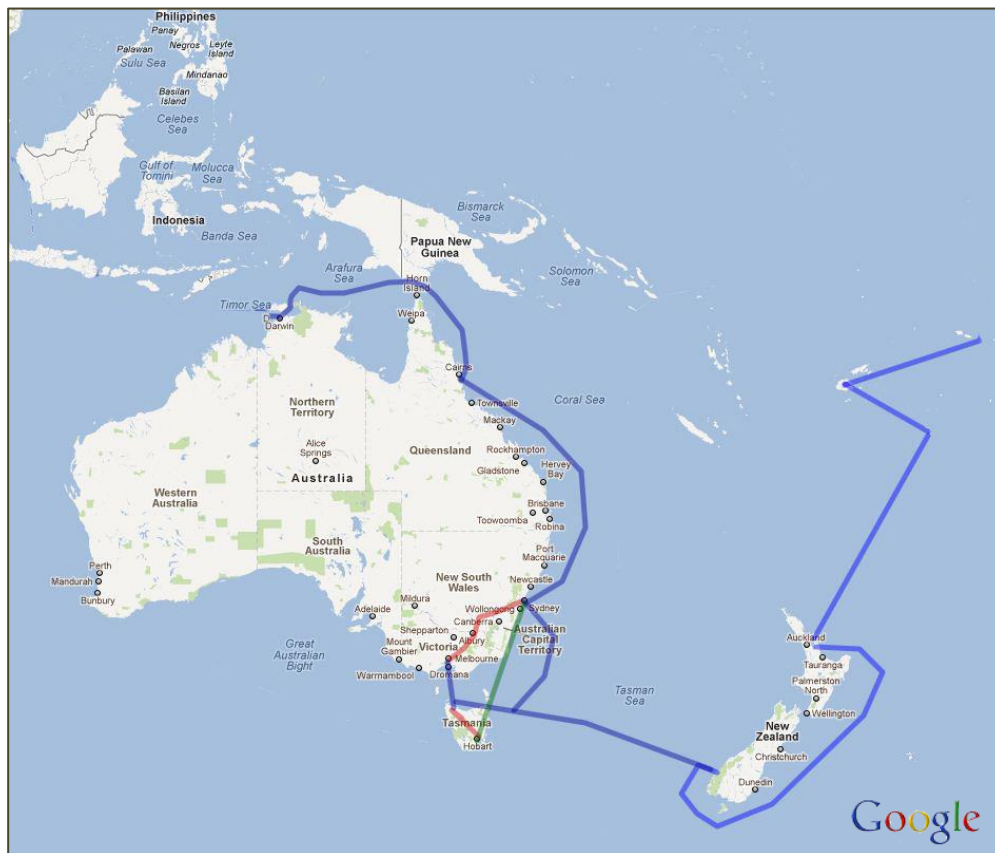 Philippines
Panay
Palawan
Negros
Leyte
Island
Sulu Sea
Mindanao
Basilan
Island
Celebes
Sea
Gulf of
Tomini
Molucca
Sea
Indonesia
Banda Sea
Bismarck
Sea
Papua New
Guinea
Arafura
Sea
Solomon
Sea
Horn
Island
Timor Sea
Darwin
Weipa
Cairns
Coral Sea
Townsville
Mackay
Northern
Territory
Alice
Springs
Queensland
Rockhampton
Gladstone
Hervey
Bay
Australia
Western
Australia
Brisbane
Toowoomba
Robina
South
Australia
Port
Macquarie
Perth
Mandurah
Bunbury
New South
Wales
Newcastle
Mildura
Adelaide
Wollongong
Sydney
Canberra
Shepparton
Albury
Australian
Capital
Territory
Mount
Gambier
Victoria
Melbourne
Great
Australian
Bight
Warrnambool
Dromana
Tasman
Sea
Tasmania
Hobart
Auckland
Tauranga
Palmerston
North
Wellington
New
Zealand
Christchurch
Dunedin
Google